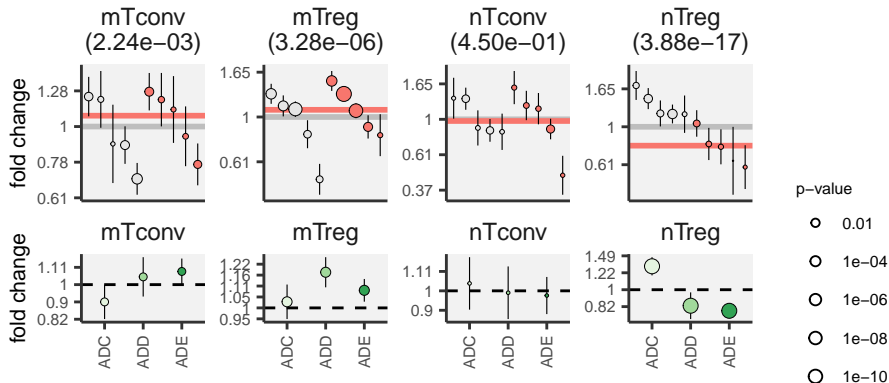 mTconv
(2.24e−03)
mTreg
(3.28e−06)
nTconv
(4.50e−01)
nTreg
(3.88e−17)
fold change
1.28
1
0.78
0.61
1.65
1
0.61
1.65
1
0.61
0.37
1.65
1
0.61
mTconv
mTreg
nTconv
nTreg
fold change
1.11
1
0.9
0.82
1.22
1.16
1.11
1.05
1
0.95
1.11
1
0.9
1.49
1.22
1
0.82
ADC
ADD
ADE
ADC
ADD
ADE
ADC
ADD
ADE
ADC
ADD
ADE
p−value
0.01
1e−04
1e−06
1e−08
1e−10